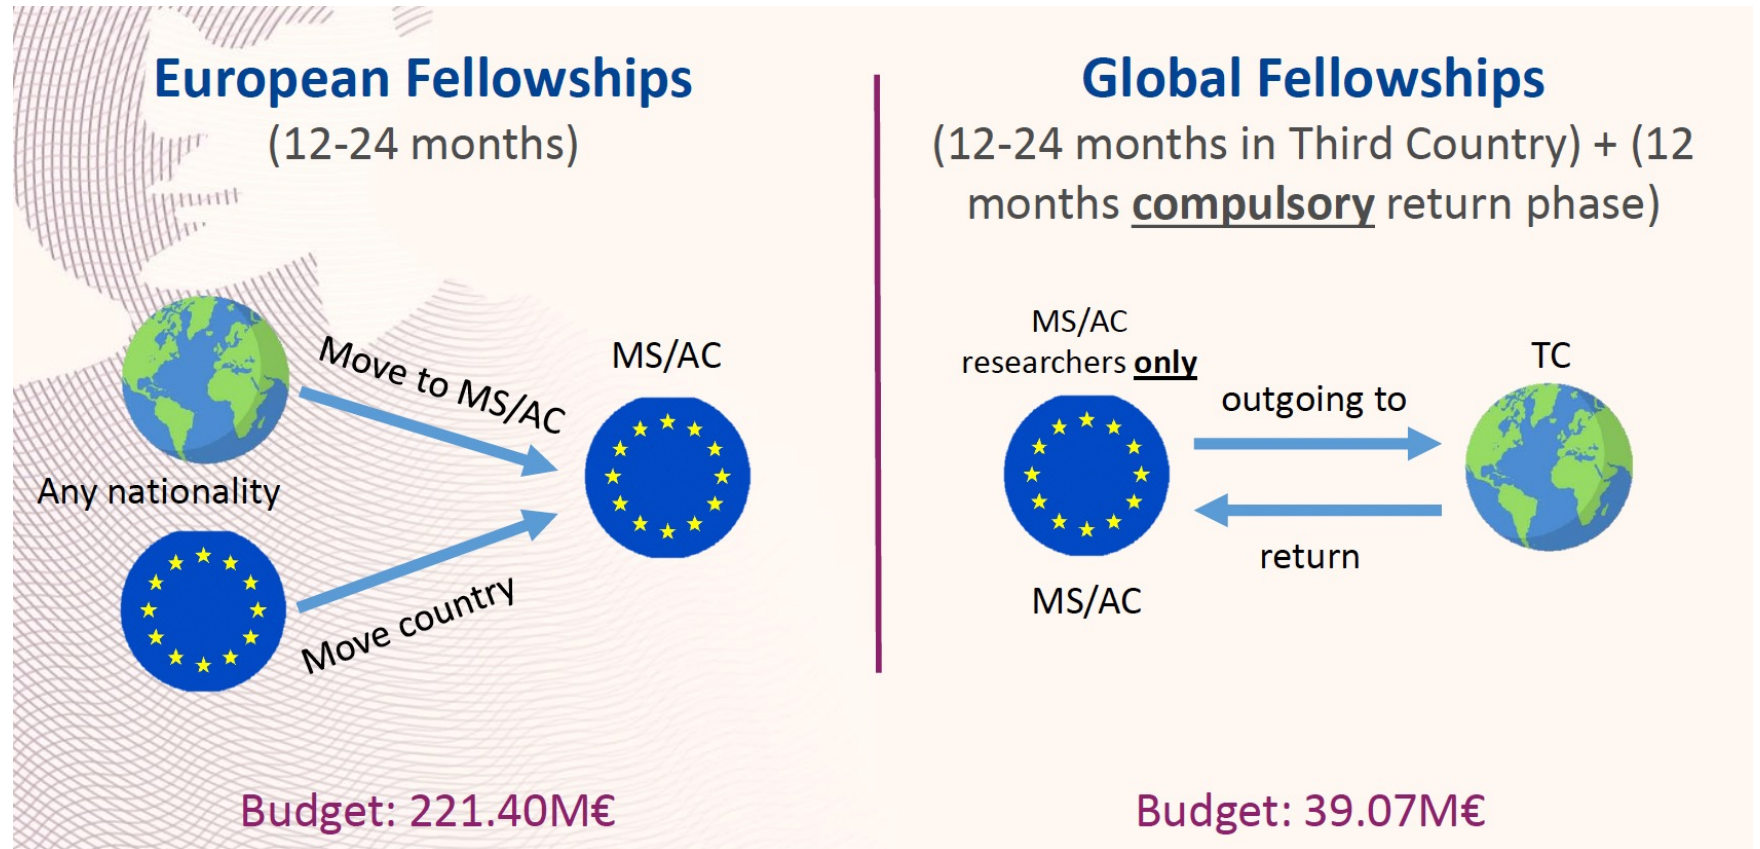 European Fellowships
(12-24 months)
Move to MS/AC
MS/AC
Any nationality
Move country
Budget: 221.40M€
Global Fellowships
(12-24 months in Third Country) + (12
months compulsory return phase)
MS/AC
researchers only
outgoing to
TC
return
MS/AC
Budget: 39.07M€